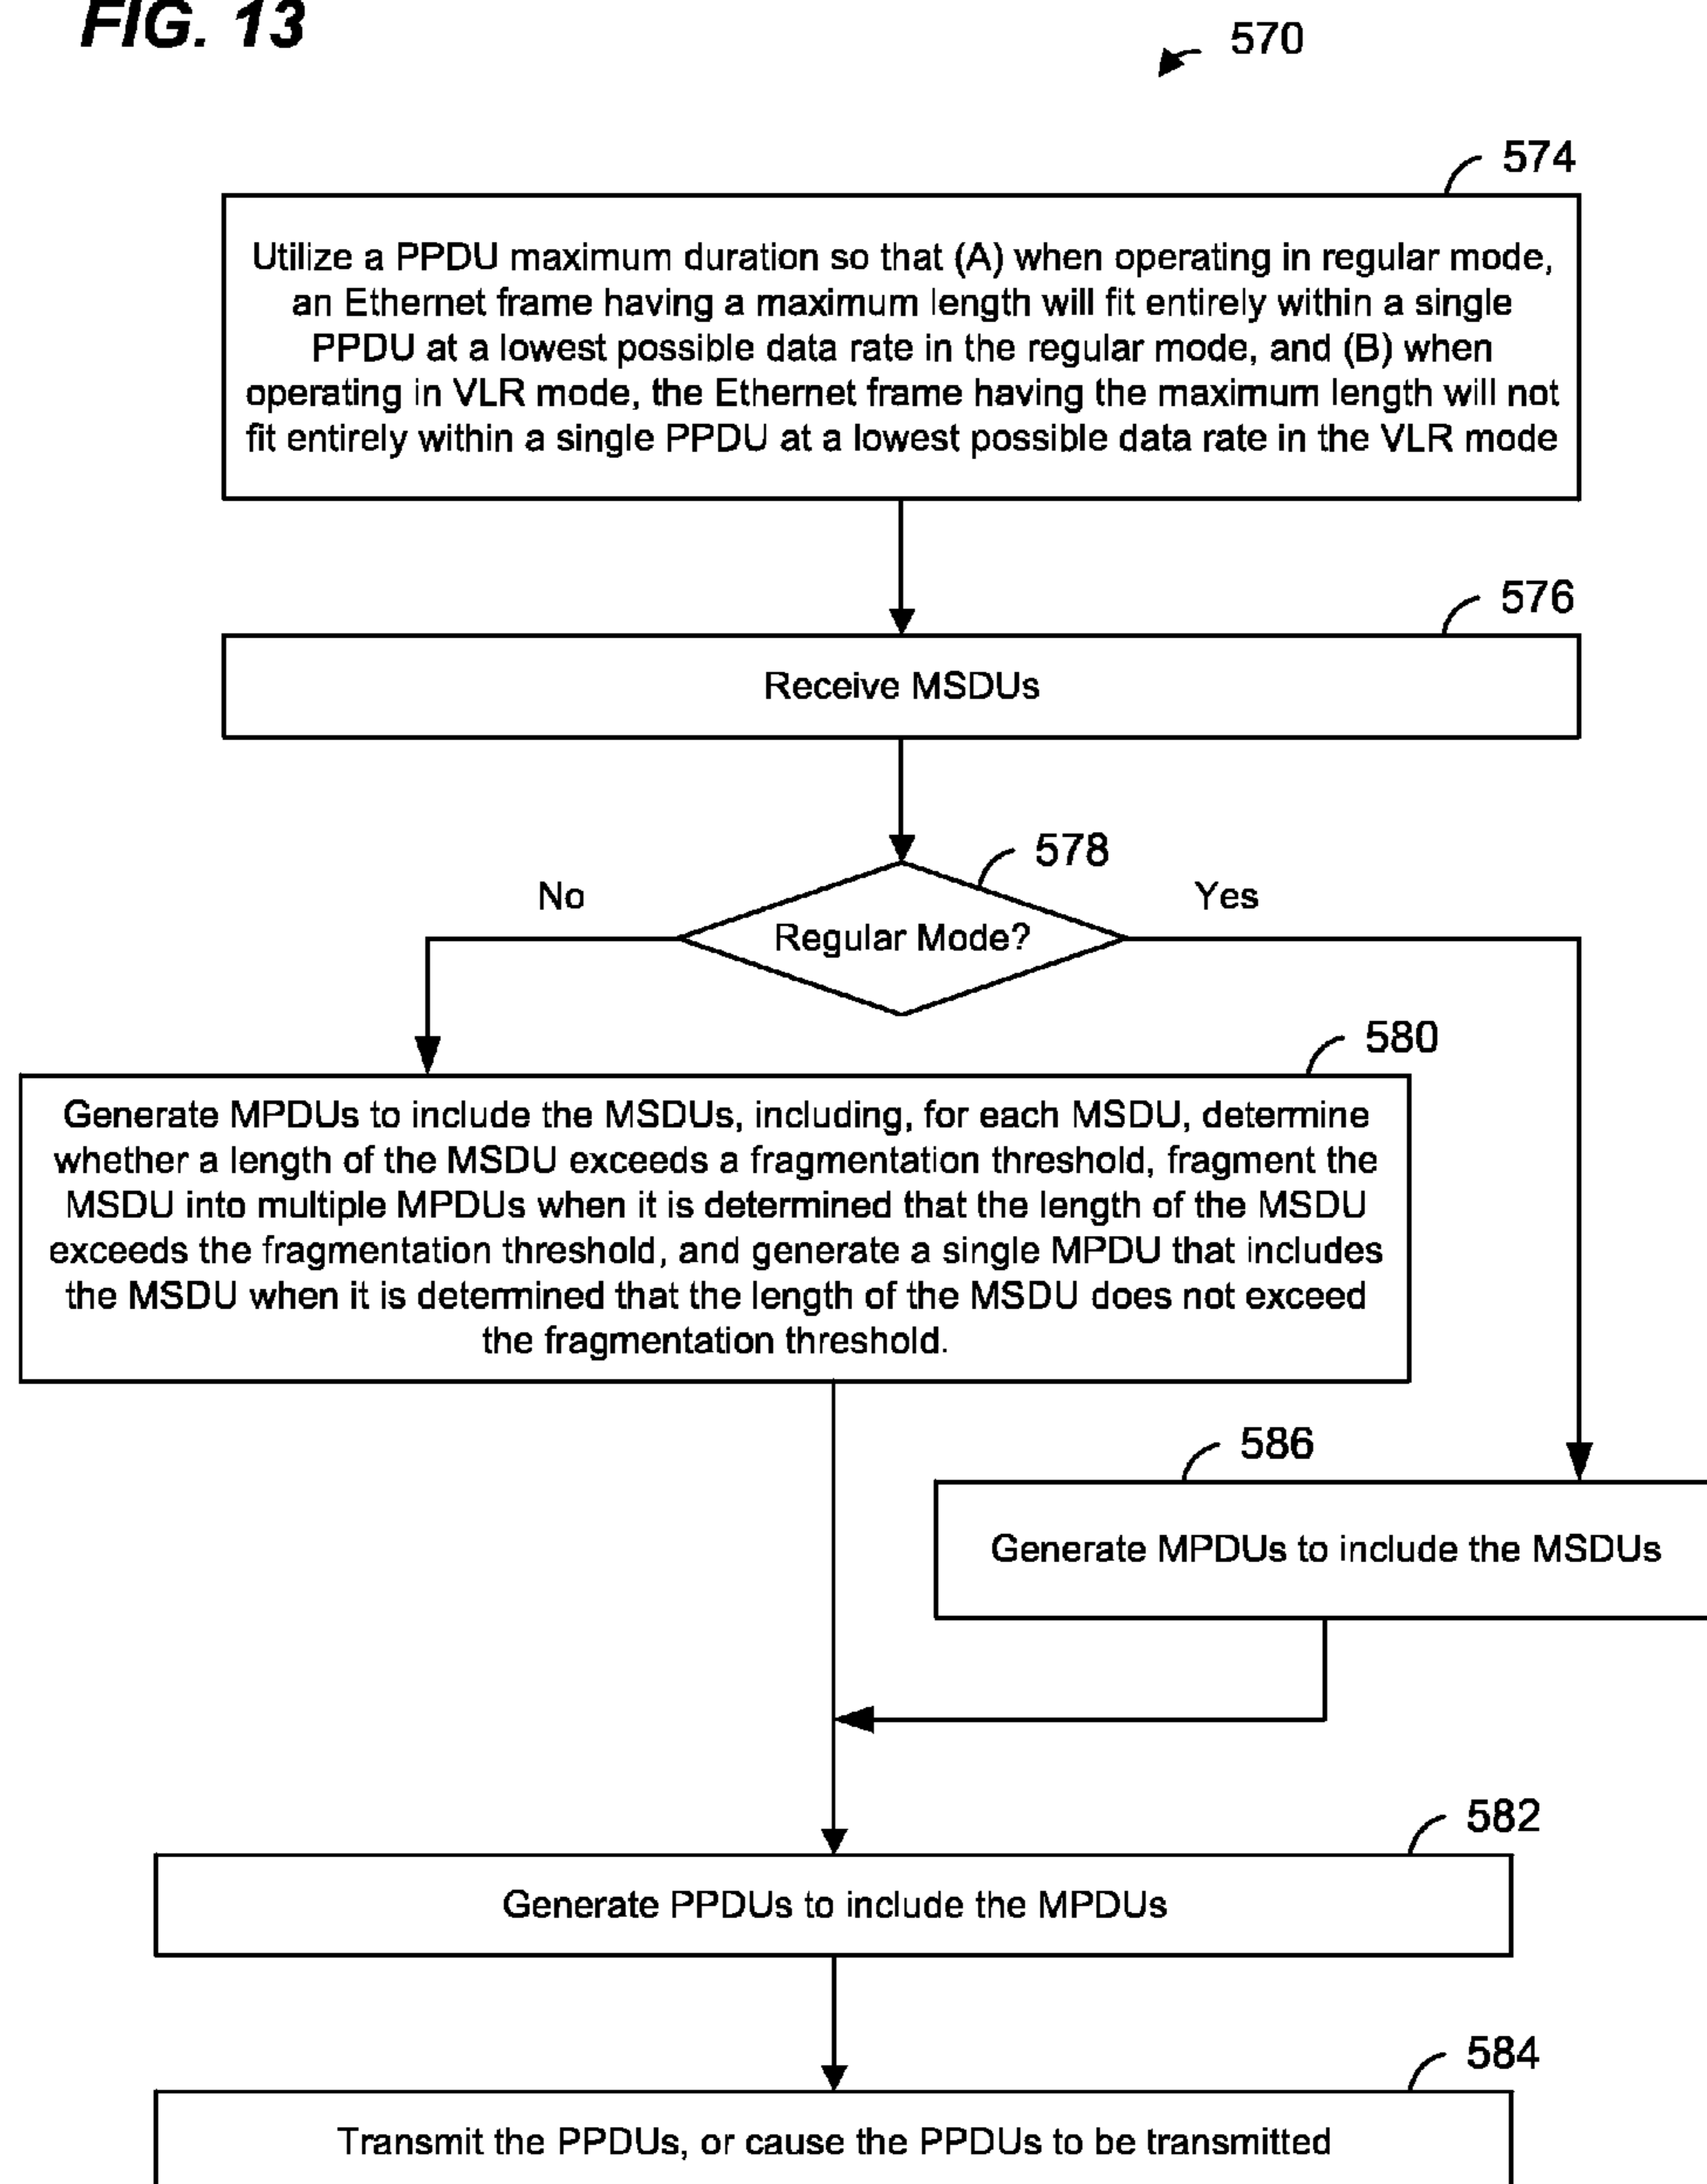 FIG. 13
570
574
Utilize a PPDU maximum duration so that (A) when operating in regular mode,
an Ethernet frame having a maximum length will fit entirely within a single
PPDU at a lowest possible data rate in the regular mode, and (B) when
operating in VLR mode, the Ethernet frame having the maximum length will not
fit entirely within a single PPDU at a lowest possible data rate in the VLR mode
576
Receive MSDUs
578
No
Yes
Regular Mode?
580
Generate MPDUs to include the MSDUs, including, for each MSDU, determine
whether a length of the MSDU exceeds a fragmentation threshold, fragment the
MSDU into multiple MPDUs when it is determined that the length of the MSDU
exceeds the fragmentation threshold, and generate a single MPDU that includes
the MSDU when it is determined that the length of the MSDU does not exceed
the fragmentation threshold.
586
Generate MPDUs to include the MSDUs
582
Generate PPDUs to include the MPDUs
584
Transmit the PPDUs, or cause the PPDUs to be transmitted